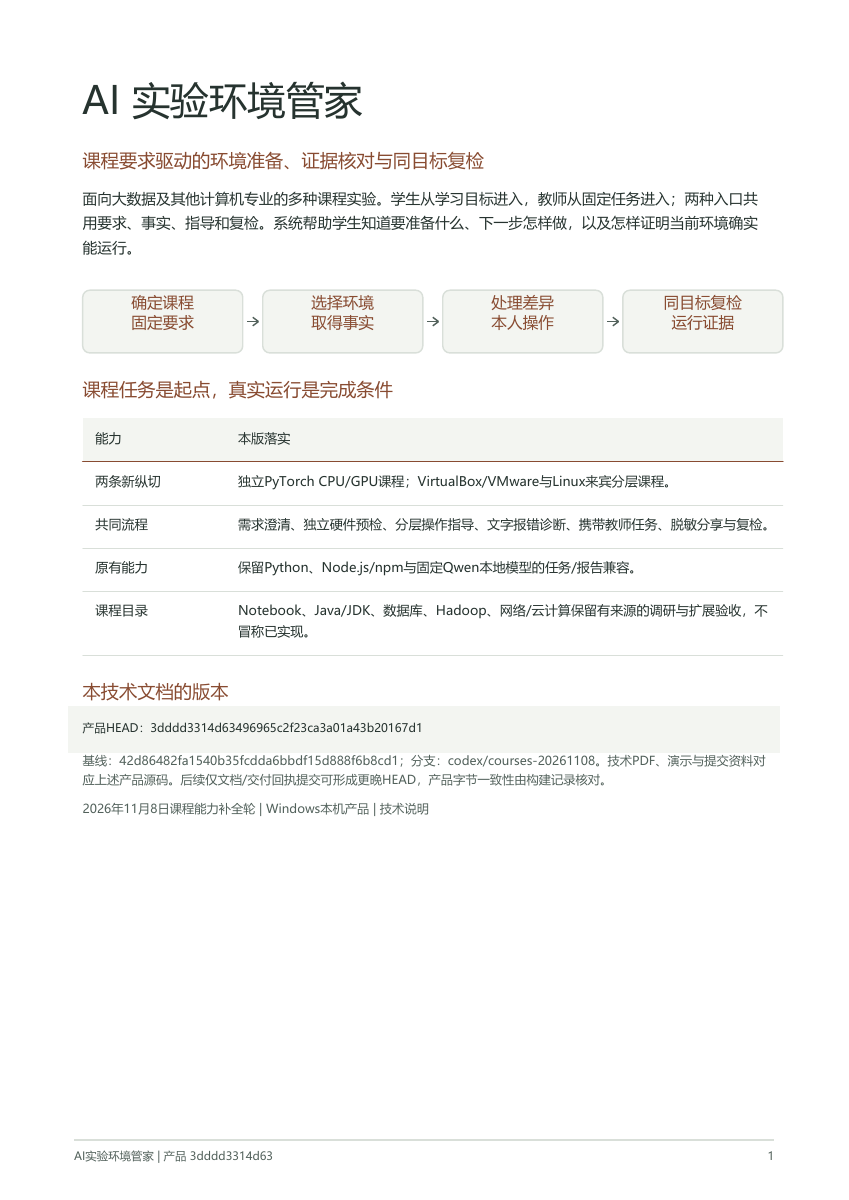 AI 实验环境管家
课程要求驱动的环境准备、证据核对与同目标复检
面向大数据及其他计算机专业的多种课程实验。学生从学习目标进入，教师从固定任务进入；两种入口共
用要求、事实、指导和复检。系统帮助学生知道要准备什么、下一步怎样做，以及怎样证明当前环境确实
能运行。
确定课程
固定要求
→
选择环境
取得事实
→
处理差异
本人操作
→
同目标复检
运行证据
课程任务是起点，真实运行是完成条件
能力 本版落实
两条新纵切 独立PyTorch CPU/GPU课程；VirtualBox/VMware与Linux来宾分层课程。
共同流程 需求澄清、独立硬件预检、分层操作指导、文字报错诊断、携带教师任务、脱敏分享与复检。
原有能力 保留Python、Node.js/npm与固定Qwen本地模型的任务/报告兼容。
课程目录 Notebook、Java/JDK、数据库、Hadoop、网络/云计算保留有来源的调研与扩展验收，不
冒称已实现。
本技术文档的版本
产品HEAD：3dddd3314d63496965c2f23ca3a01a43b20167d1
基线：42d86482fa1540b35fcdda6bbdf15d888f6b8cd1；分支：codex/courses-20261108。技术PDF、演示与提交资料对
应上述产品源码。后续仅文档/交付回执提交可形成更晚HEAD，产品字节一致性由构建记录核对。
2026年11月8日课程能力补全轮 | Windows本机产品 | 技术说明
AI实验环境管家 | 产品 3dddd3314d63 1